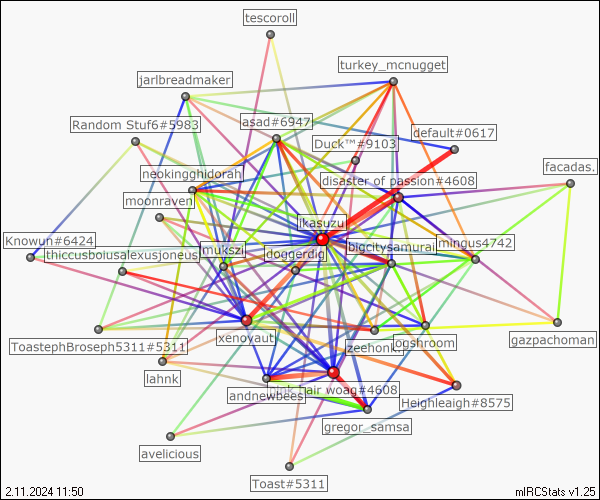 tescoroll
turkey_mcnugget
jarlbreadmaker
asad#6947
Random Stuf6#5983
default#0617
Duck™#9103
facadas.
neokingghidorah
disaster of passion#4608
moonraven
ikasuzu
Knowun#6424
mukszi
bigcitysamurai
mingus4742
thiccusbolusalexusjoneus
doggerdig
xenoyaut
ToastephBroseph5311#5311
zeehonk.
ogshroom
gazpachoman
lahnk
andnewbees
pink hair woag#4608
Heighleaigh#8575
gregor_samsa
avelicious
Toast#5311
2.11.2024 11:50
mIRCStats v1.25